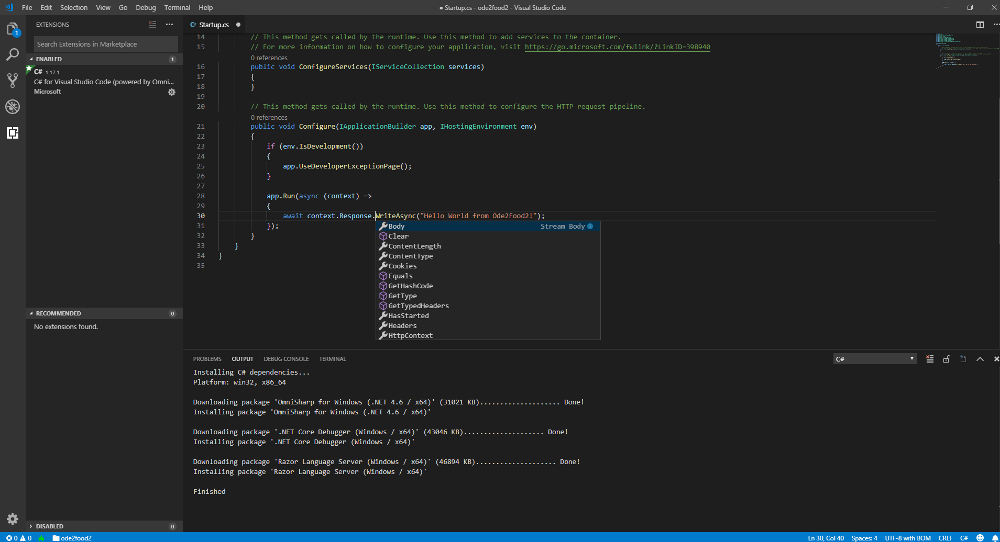 File Edit Selection View Go Debug Terminal Help
● Startup.cs - ode2food2 - Visual Studio Code
EXTENSIONS
Search Extensions in Marketplace
ENABLED 1
C# 1.17.1
C# for Visual Studio Code (powered by Omni...
Microsoft
RECOMMENDED 0
No extensions found.
DISABLED 0
1
C# Startup.cs ●
14 // This method gets called by the runtime. Use this method to add services to the container.
15 // For more information on how to configure your application, visit https://go.microsoft.com/fwlink/?LinkID=398940
0 references
16 public void ConfigureServices(IServiceCollection services)
17 {
18 }
19
20 // This method gets called by the runtime. Use this method to configure the HTTP request pipeline.
0 references
21 public void Configure(IApplicationBuilder app, IHostingEnvironment env)
22 {
23 if (env.IsDevelopment())
24 {
25 app.UseDeveloperExceptionPage();
26 }
27
28 app.Run(async (context) =>
29 {
30 await context.Response.WriteAsync("Hello World from Ode2Food2!");
31 });
32 }
33 }
34 }
35
Body Stream Body
Clear
ContentLength
ContentType
Cookies
Equals
GetHashCode
GetType
GetTypedHeaders
HasStarted
Headers
HttpContext
PROBLEMS OUTPUT DEBUG CONSOLE TERMINAL
C#
Installing C# dependencies...
Platform: win32, x86_64
Downloading package 'OmniSharp for Windows (.NET 4.6 / x64)' (31021 KB).................... Done!
Installing package 'OmniSharp for Windows (.NET 4.6 / x64)'
Downloading package '.NET Core Debugger (Windows / x64)' (43046 KB).................... Done!
Installing package '.NET Core Debugger (Windows / x64)'
Downloading package 'Razor Language Server (Windows / x64)' (46894 KB).................... Done!
Installing package 'Razor Language Server (Windows / x64)'
Finished
0 0 ode2food2
Ln 30, Col 40 Spaces: 4 UTF-8 with BOM CRLF C#